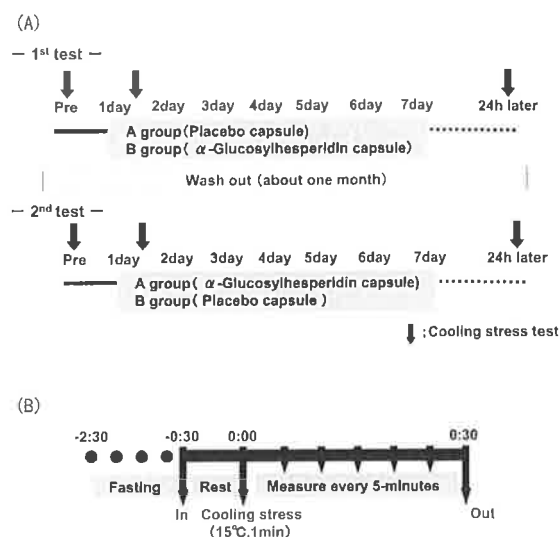 (A)
— 1st test —
Pre 1day 2day 3day 4day 5day 6day 7day 24h later
A group (Placebo capsule)
B group ( α-Glucosylhesperidin capsule)
Wash out (about one month)
— 2nd test —
Pre 1day 2day 3day 4day 5day 6day 7day 24h later
A group ( α-Glucosylhesperidin capsule)
B group (Placebo capsule )
;Cooling stress test
(B)
-2:30 -0:30 0:00 0:30
Fasting Rest Measure every 5-minutes
In Cooling stress Out
(15℃.1min)